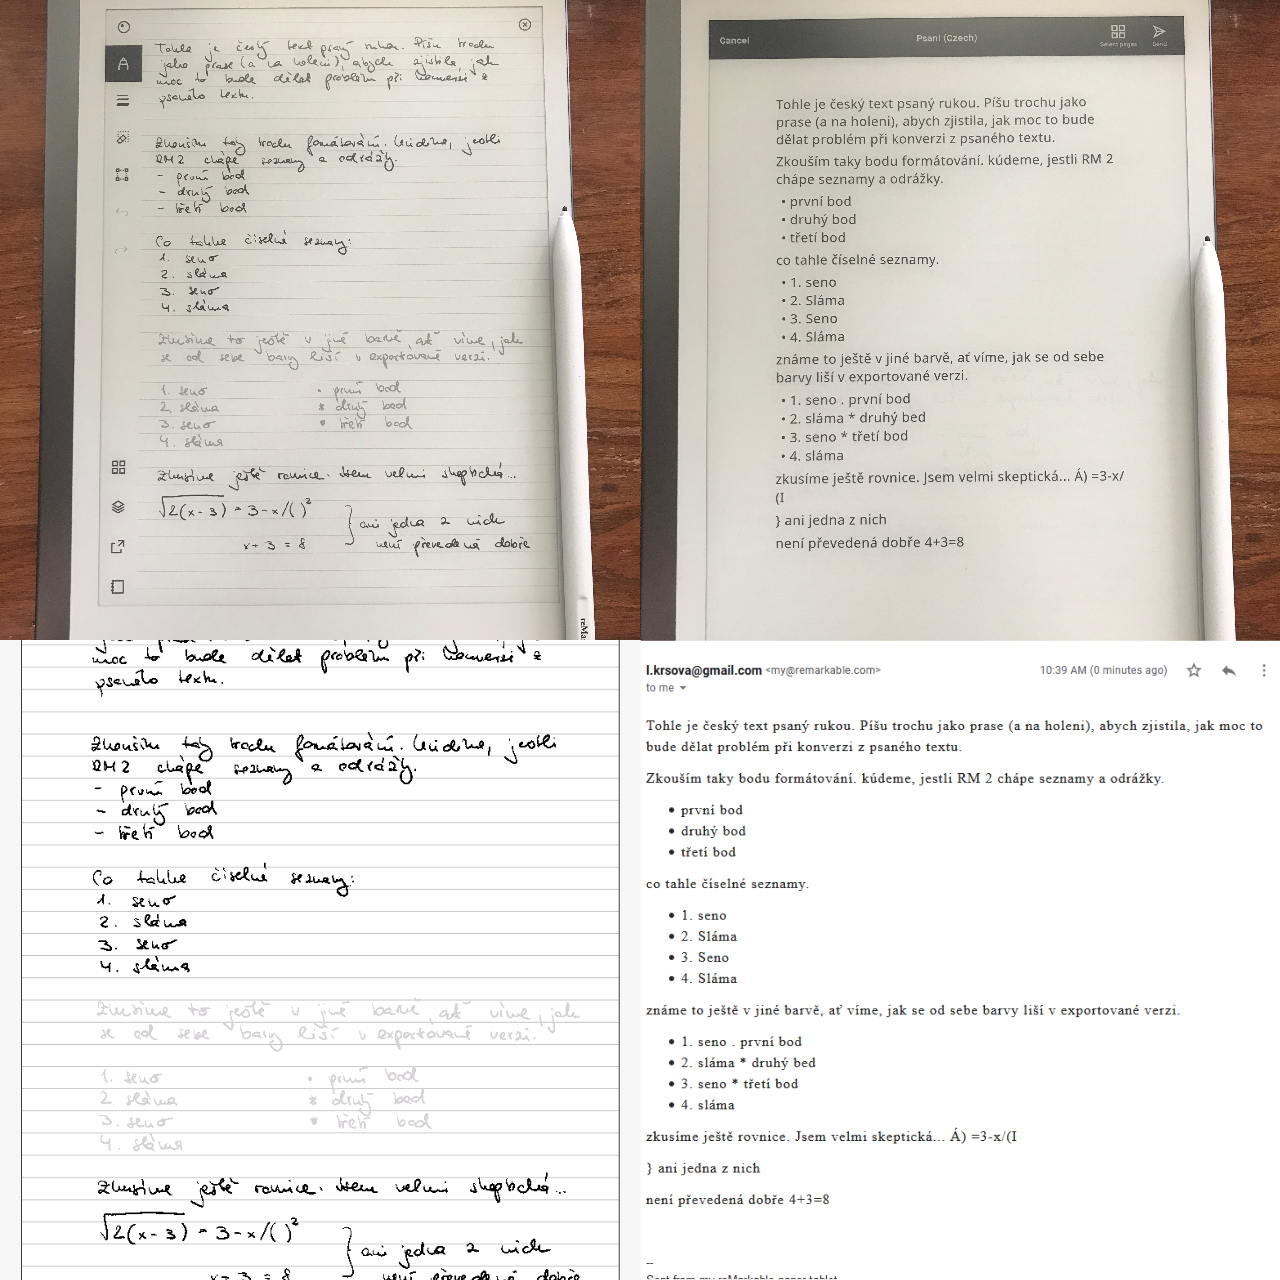 Tohle je český text psaný rukou. Píšu trochu
jako prase (a na holeni), abych zjistila, jak
moc to bude dělat problém při konverzi z
psaného textu.
Zkouším taky trochu fomátování. Uvidíme, jestli
RM2 chápe seznamy a odrážky.
- první bod
- druhý bod
- třetí bod
Co tahle číselné seznamy:
1. seno
2. sláma
3. seno
4. sláma
Zkusíme to ještě v jiné barvě, ať víme, jak
se od sebe barvy liší v exportované verzi.
1. seno • první bod
2. sláma * druhý bod
3. seno • třetí bod
4. sláma
Zkusíme ještě rovnice. Jsem velmi skeptická...
√2(x-3) = 3-x/( )²
} ani jedna z nich
x+3=8 není převedená dobře
Cancel
Psaní (Czech)
Select pages
Send
Tohle je český text psaný rukou. Píšu trochu jako
prase (a na holeni), abych zjistila, jak moc to bude
dělat problém při konverzi z psaného textu.
Zkouším taky bodu formátování. kúdeme, jestli RM 2
chápe seznamy a odrážky.
• první bod
• druhý bod
• třetí bod
co tahle číselné seznamy.
• 1. seno
• 2. Sláma
• 3. Seno
• 4. Sláma
známe to ještě v jiné barvě, ať víme, jak se od sebe
barvy liší v exportované verzi.
• 1. seno . první bod
• 2. sláma * druhý bed
• 3. seno * třetí bod
• 4. sláma
zkusíme ještě rovnice. Jsem velmi skeptická... Á) =3-x/
(I
} ani jedna z nich
není převedená dobře 4+3=8
moc to bude dělat problém při konverzi z
psaného textu.
Zkouším taky trochu fomátování. Uvidíme, jestli
RM2 chápe seznamy a odrážky.
- první bod
- druhý bod
- třetí bod
Co tahle číselné seznamy:
1. seno
2. sláma
3. seno
4. sláma
Zkusíme to ještě v jiné barvě, ať víme, jak
se od sebe barvy liší v exportované verzi.
1. seno • první bod
2. sláma * druhý bod
3. seno • třetí bod
4. sláma
Zkusíme ještě rovnice. Jsem velmi skeptická...
√2(x-3) = 3-x/( )²
} ani jedna z nich
x+3=8 není převedená dobře
l.krsova@gmail.com <my@remarkable.com> 10:39 AM (0 minutes ago)
to me
Tohle je český text psaný rukou. Píšu trochu jako prase (a na holeni), abych zjistila, jak moc to
bude dělat problém při konverzi z psaného textu.
Zkouším taky bodu formátování. kúdeme, jestli RM 2 chápe seznamy a odrážky.
• první bod
• druhý bod
• třetí bod
co tahle číselné seznamy.
• 1. seno
• 2. Sláma
• 3. Seno
• 4. Sláma
známe to ještě v jiné barvě, ať víme, jak se od sebe barvy liší v exportované verzi.
• 1. seno . první bod
• 2. sláma * druhý bed
• 3. seno * třetí bod
• 4. sláma
zkusíme ještě rovnice. Jsem velmi skeptická... Á) =3-x/(I
} ani jedna z nich
není převedená dobře 4+3=8
--
Sent from my reMarkable paper tablet